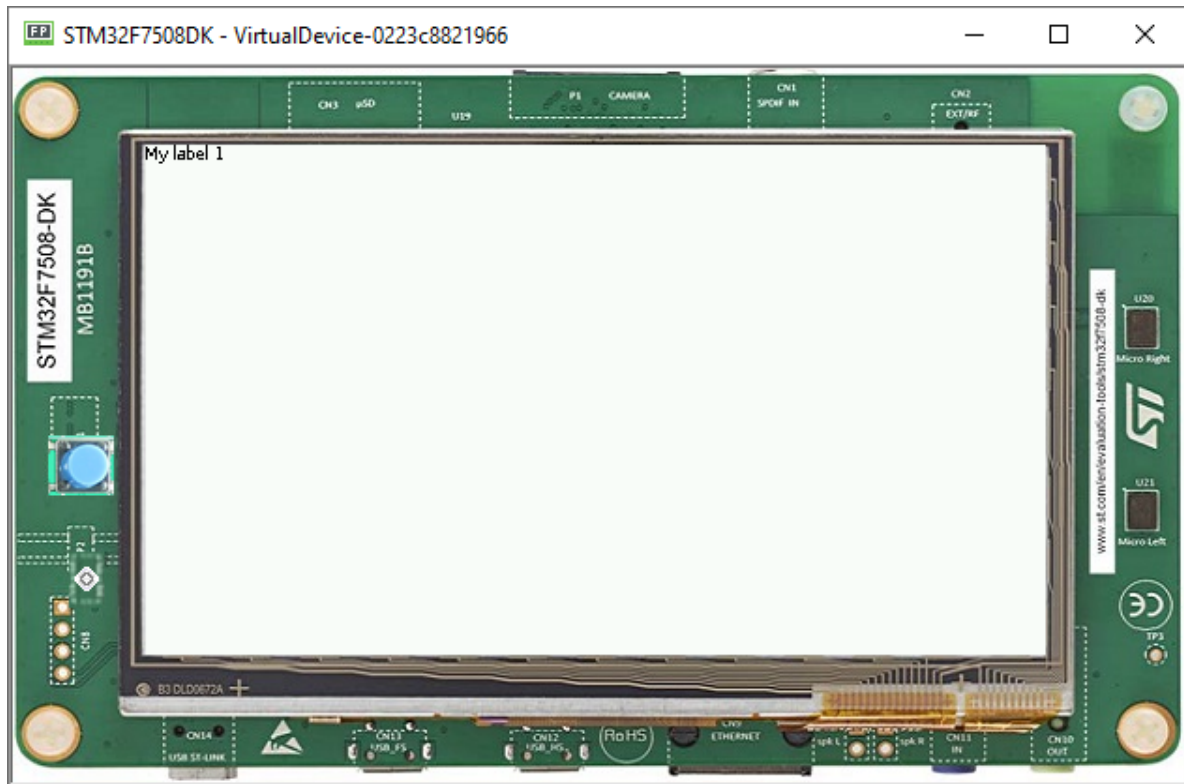 STM32F7508DK - VirtualDevice-0223c8821966
CN3 µSD
U19
P1 CAMERA
CN1
SPDIF IN
CN2
EXT/RF
My label 1
STM32F7508-DK
MB1191B
U20
Micro Right
www.st.com/en/evaluation-tools/stm32f7508-dk
U21
Micro Left
P2
CN8
CE
TP3
B3 DLD0672A
CN14
USB ST-LINK
CN13
USB_FS
CN12
USB_HS
RoHS
CN9
ETHERNET
spk L
spk R
CN11
IN
CN10
OUT